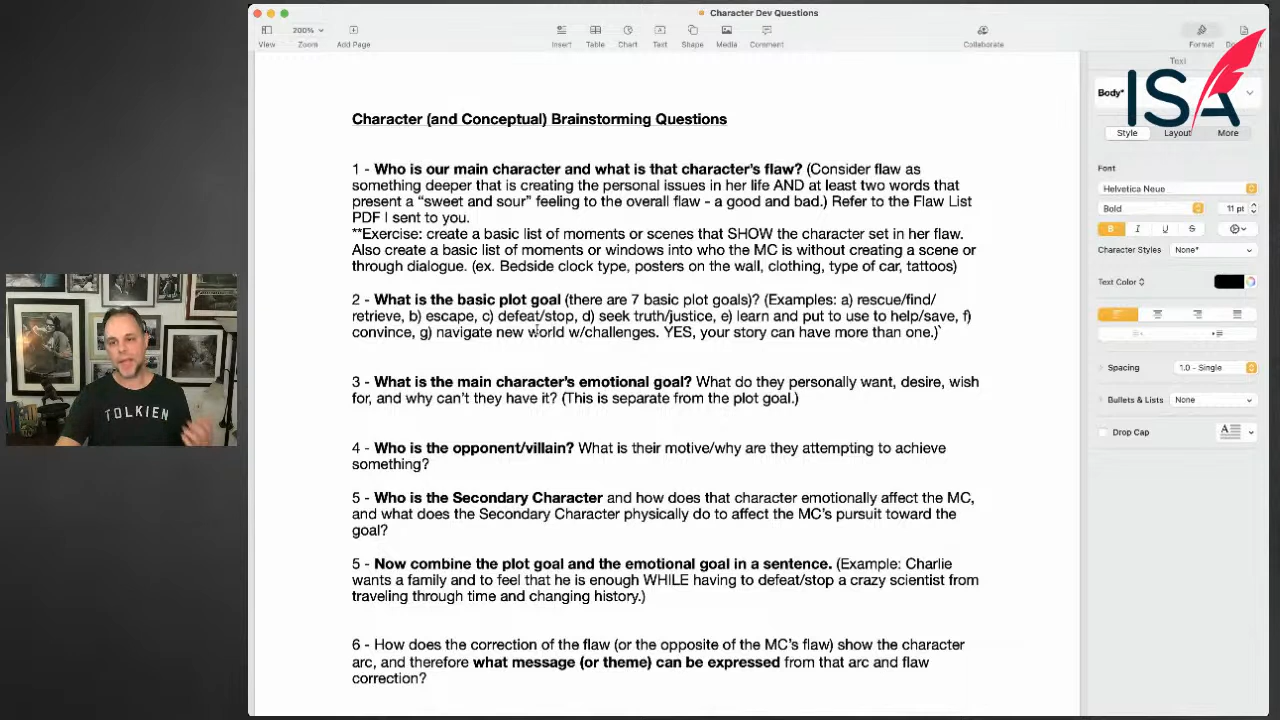 Character Dev Questions
200%
View
Zoom
Add Page
Insert
Table
Chart
Text
Shape
Media
Comment
Collaborate
Format
Text
ISA
Body*
Style
Layout
More
Character (and Conceptual) Brainstorming Questions
1 - Who is our main character and what is that character's flaw? (Consider flaw as
something deeper that is creating the personal issues in her life AND at least two words that
present a “sweet and sour” feeling to the overall flaw - a good and bad.) Refer to the Flaw List
PDF I sent to you.
**Exercise: create a basic list of moments or scenes that SHOW the character set in her flaw.
Also create a basic list of moments or windows into who the MC is without creating a scene or
through dialogue. (ex. Bedside clock type, posters on the wall, clothing, type of car, tattoos)
2 - What is the basic plot goal (there are 7 basic plot goals)? (Examples: a) rescue/find/
retrieve, b) escape, c) defeat/stop, d) seek truth/justice, e) learn and put to use to help/save, f)
convince, g) navigate new world w/challenges. YES, your story can have more than one.)`
3 - What is the main character's emotional goal? What do they personally want, desire, wish
for, and why can't they have it? (This is separate from the plot goal.)
4 - Who is the opponent/villain? What is their motive/why are they attempting to achieve
something?
5 - Who is the Secondary Character and how does that character emotionally affect the MC,
and what does the Secondary Character physically do to affect the MC's pursuit toward the
goal?
5 - Now combine the plot goal and the emotional goal in a sentence. (Example: Charlie
wants a family and to feel that he is enough WHILE having to defeat/stop a crazy scientist from
traveling through time and changing history.)
6 - How does the correction of the flaw (or the opposite of the MC's flaw) show the character
arc, and therefore what message (or theme) can be expressed from that arc and flaw
correction?
Font
Helvetica Neue
Bold
11 pt
B I U S
Character Styles None*
Text Color
Spacing 1.0 - Single
Bullets & Lists None
Drop Cap
TOLKIEN